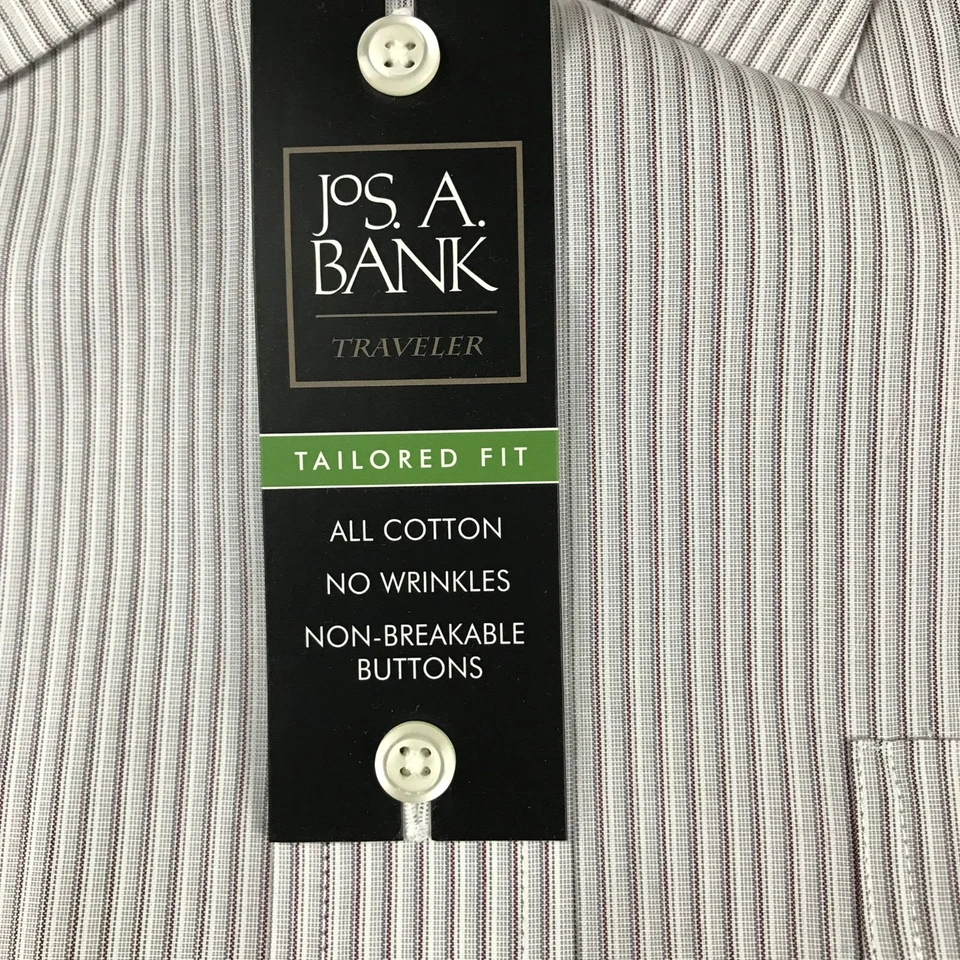 JoS. A.
BANK
TRAVELER
TAILORED FIT
ALL COTTON
NO WRINKLES
NON-BREAKABLE
BUTTONS